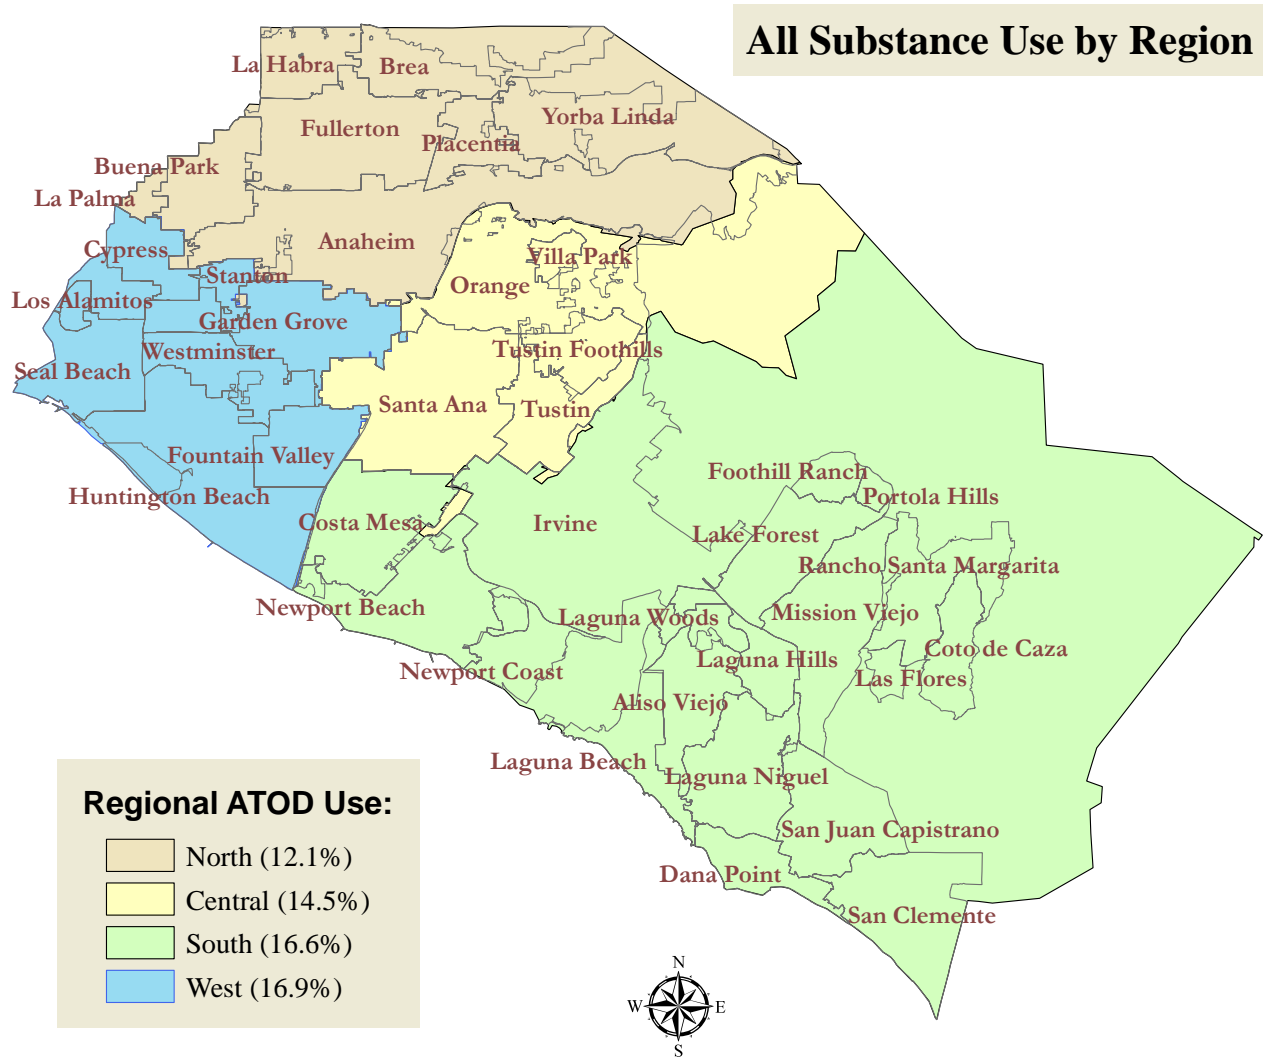 All Substance Use by Region
La Habra
Brea
Yorba Linda
Fullerton
Placentia
Buena Park
La Palma
Anaheim
Cypress
Villa Park
Stanton
Orange
Los Alamitos
Garden Grove
Westminster
Tustin Foothills
Seal Beach
Santa Ana
Tustin
Fountain Valley
Foothill Ranch
Huntington Beach
Portola Hills
Costa Mesa
Irvine
Lake Forest
Rancho Santa Margarita
Newport Beach
Laguna Woods
Mission Viejo
Coto de Caza
Laguna Hills
Newport Coast
Las Flores
Aliso Viejo
Laguna Beach
Laguna Niguel
San Juan Capistrano
Dana Point
San Clemente
Regional ATOD Use:
North (12.1%)
Central (14.5%)
South (16.6%)
West (16.9%)
N
W
E
S